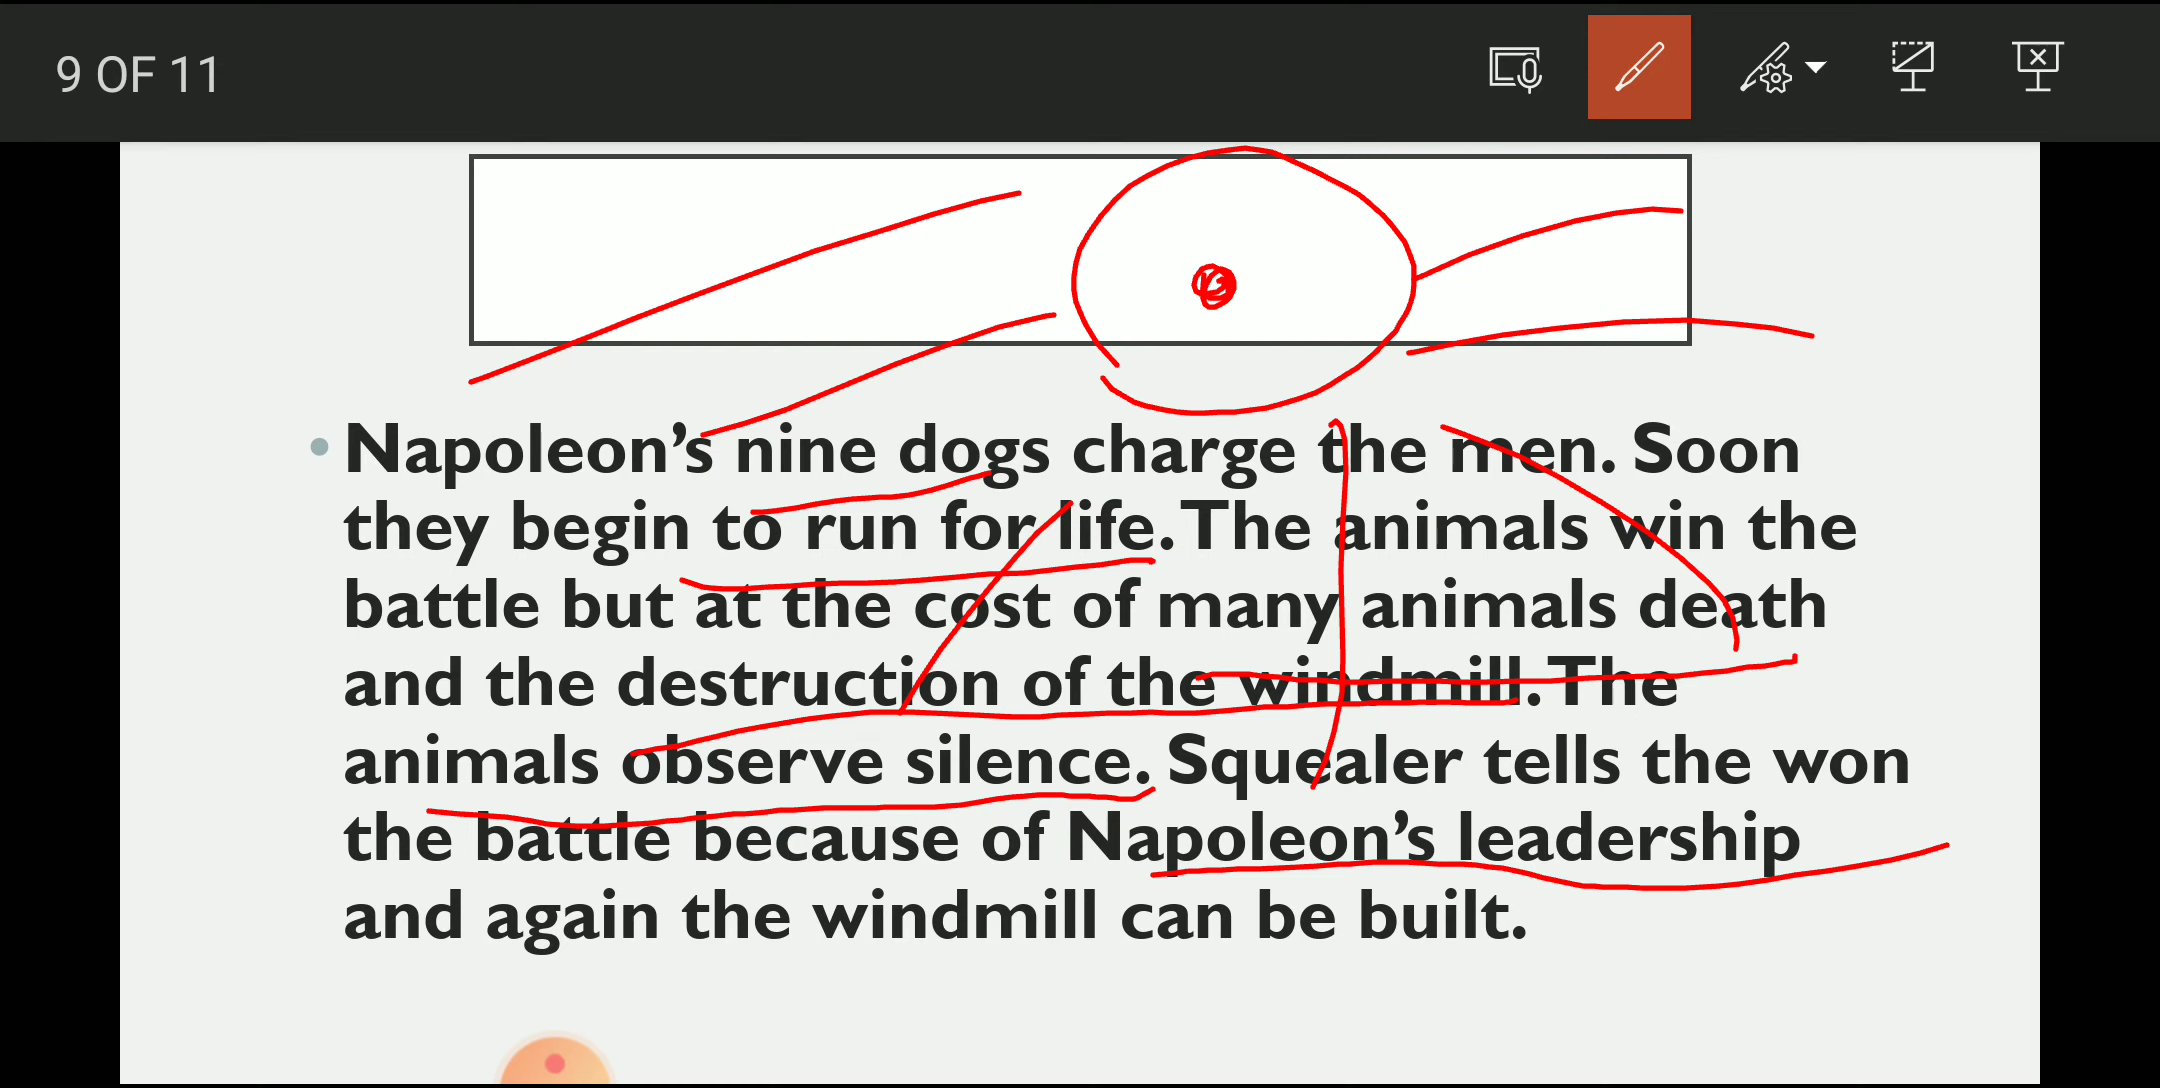 9 OF 11
• Napoleon’s nine dogs charge the men. Soon
they begin to run for life. The animals win the
battle but at the cost of many animals death
and the destruction of the windmill. The
animals observe silence. Squealer tells the won
the battle because of Napoleon’s leadership
and again the windmill can be built.